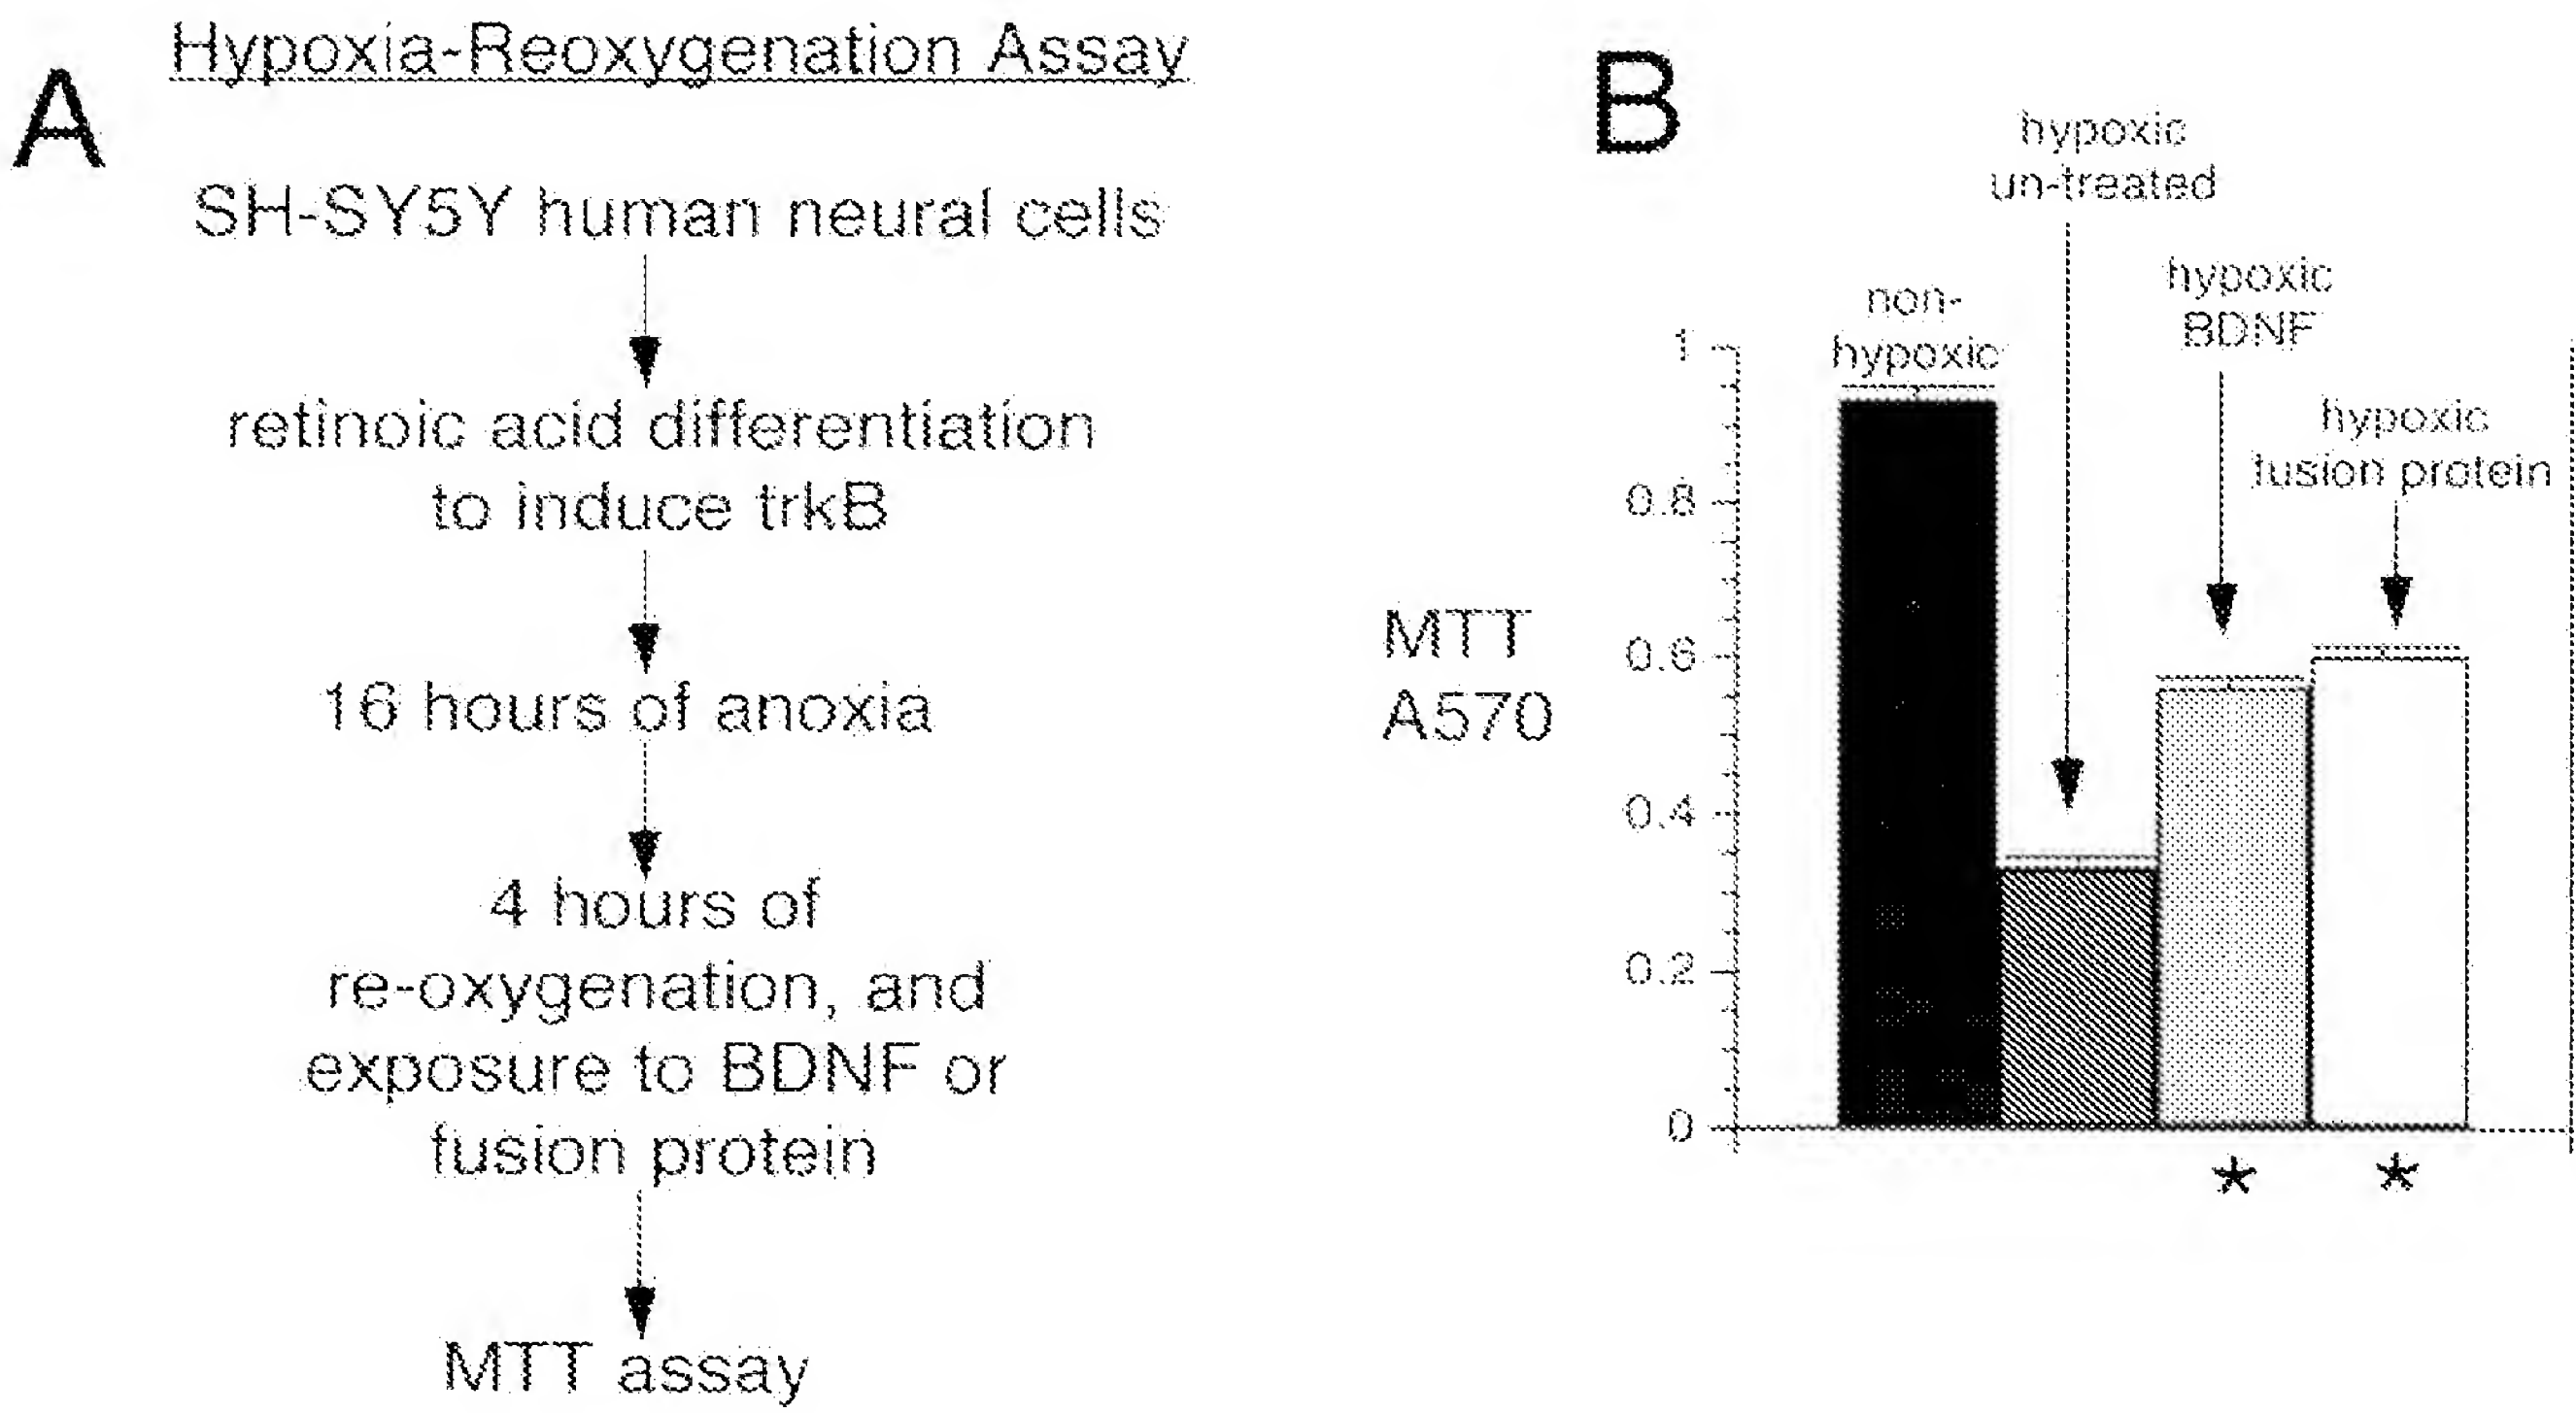 A
Hypoxia-Reoxygenation Assay
SH-SY5Y human neural cells
retinoic acid differentiation
to induce trkB
16 hours of anoxia
4 hours of
re-oxygenation, and
exposure to BDNF or
fusion protein
MTT assay
B
hypoxic
un-treated
hypoxic
BDNF
non-
hypoxic
hypoxic
fusion protein
MTT
A570
1
0.8
0.6
0.4
0.2
0
* *